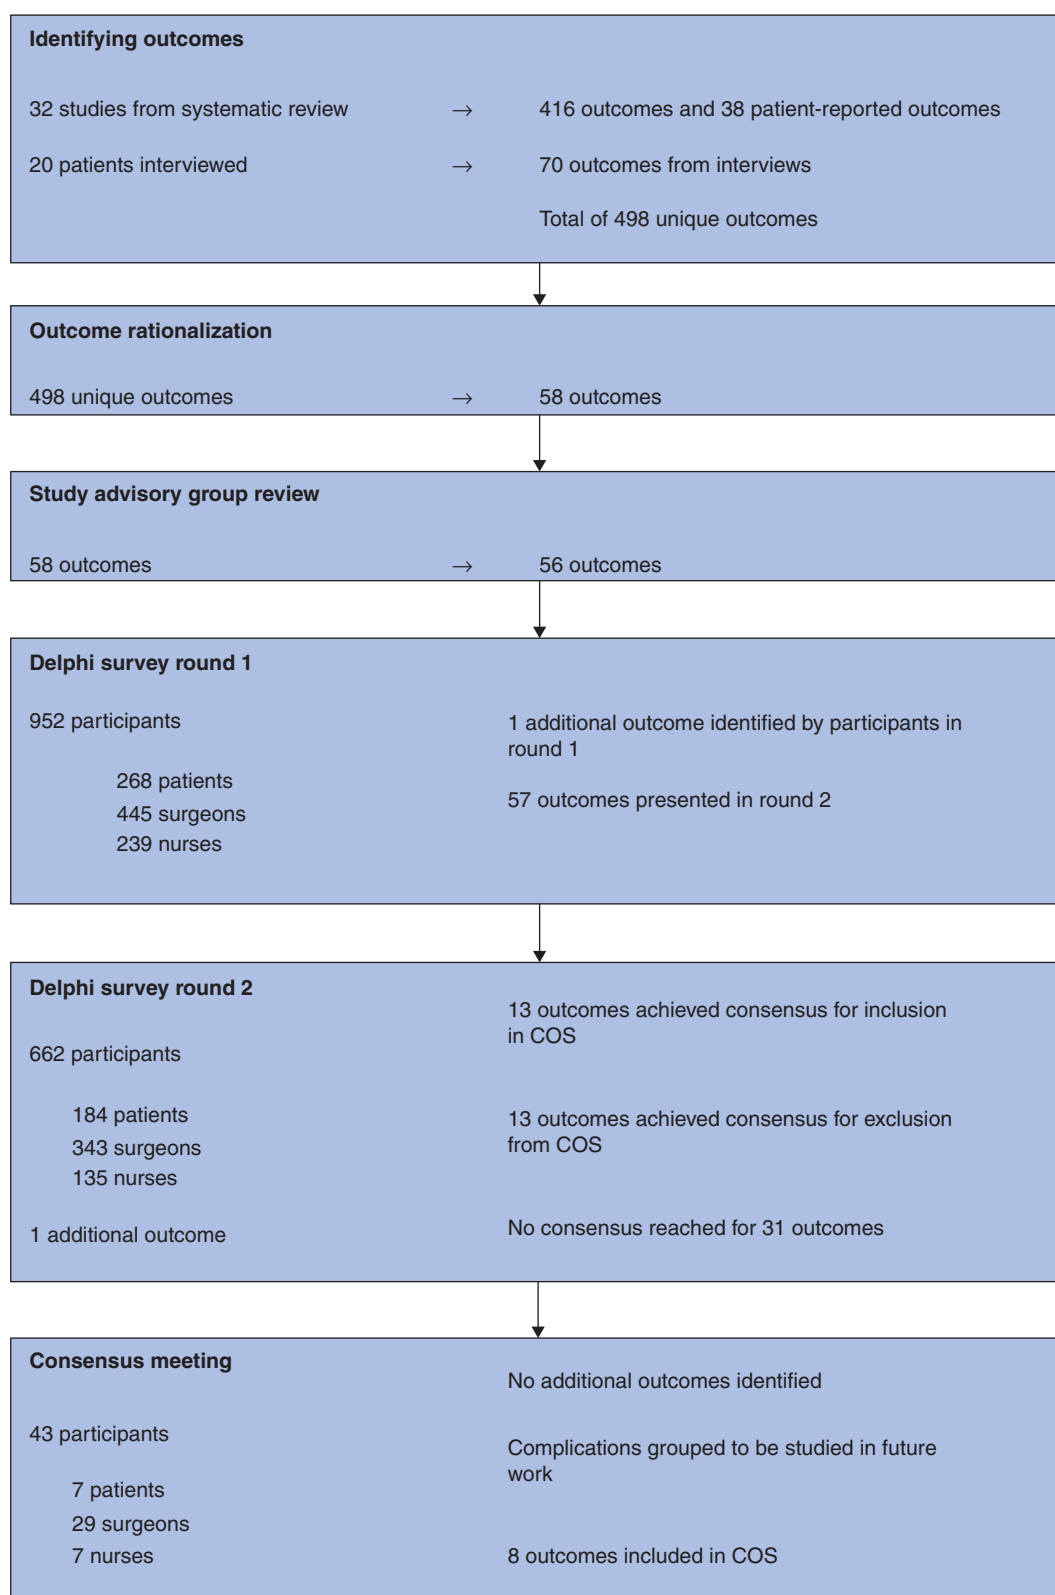 Identifying outcomes
32 studies from systematic review → 416 outcomes and 38 patient-reported outcomes
20 patients interviewed → 70 outcomes from interviews
Total of 498 unique outcomes
Outcome rationalization
498 unique outcomes → 58 outcomes
Study advisory group review
58 outcomes → 56 outcomes
Delphi survey round 1
952 participants
268 patients
445 surgeons
239 nurses
1 additional outcome identified by participants in
round 1
57 outcomes presented in round 2
Delphi survey round 2
662 participants
184 patients
343 surgeons
135 nurses
1 additional outcome
13 outcomes achieved consensus for inclusion
in COS
13 outcomes achieved consensus for exclusion
from COS
No consensus reached for 31 outcomes
Consensus meeting
43 participants
7 patients
29 surgeons
7 nurses
No additional outcomes identified
Complications grouped to be studied in future
work
8 outcomes included in COS